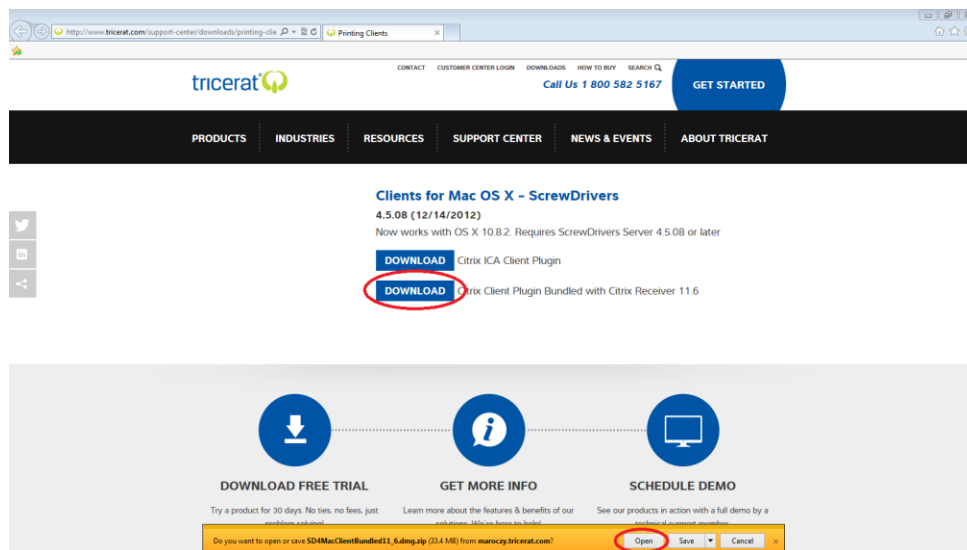 http://www.tricerat.com/support-center/downloads/printing-clie
Printing Clients
CONTACT CUSTOMER CENTER LOGIN DOWNLOADS HOW TO BUY SEARCH
tricerat
Call Us 1 800 582 5167
GET STARTED
PRODUCTS INDUSTRIES RESOURCES SUPPORT CENTER NEWS & EVENTS ABOUT TRICERAT
Clients for Mac OS X - ScrewDrivers
4.5.08 (12/14/2012)
Now works with OS X 10.8.2. Requires ScrewDrivers Server 4.5.08 or later
DOWNLOAD Citrix ICA Client Plugin
DOWNLOAD Citrix Client Plugin Bundled with Citrix Receiver 11.6
in
DOWNLOAD FREE TRIAL GET MORE INFO SCHEDULE DEMO
Try a product for 30 days. No ties, no fees, just Learn more about the features & benefits of our See our products in action with a full demo by a
problem solving! solutions. We're here to help! technical support member.
Do you want to open or save SD4MacClientBundled11_6.dmg.zip (33.4 MB) from maroczy.tricerat.com? Open Save Cancel